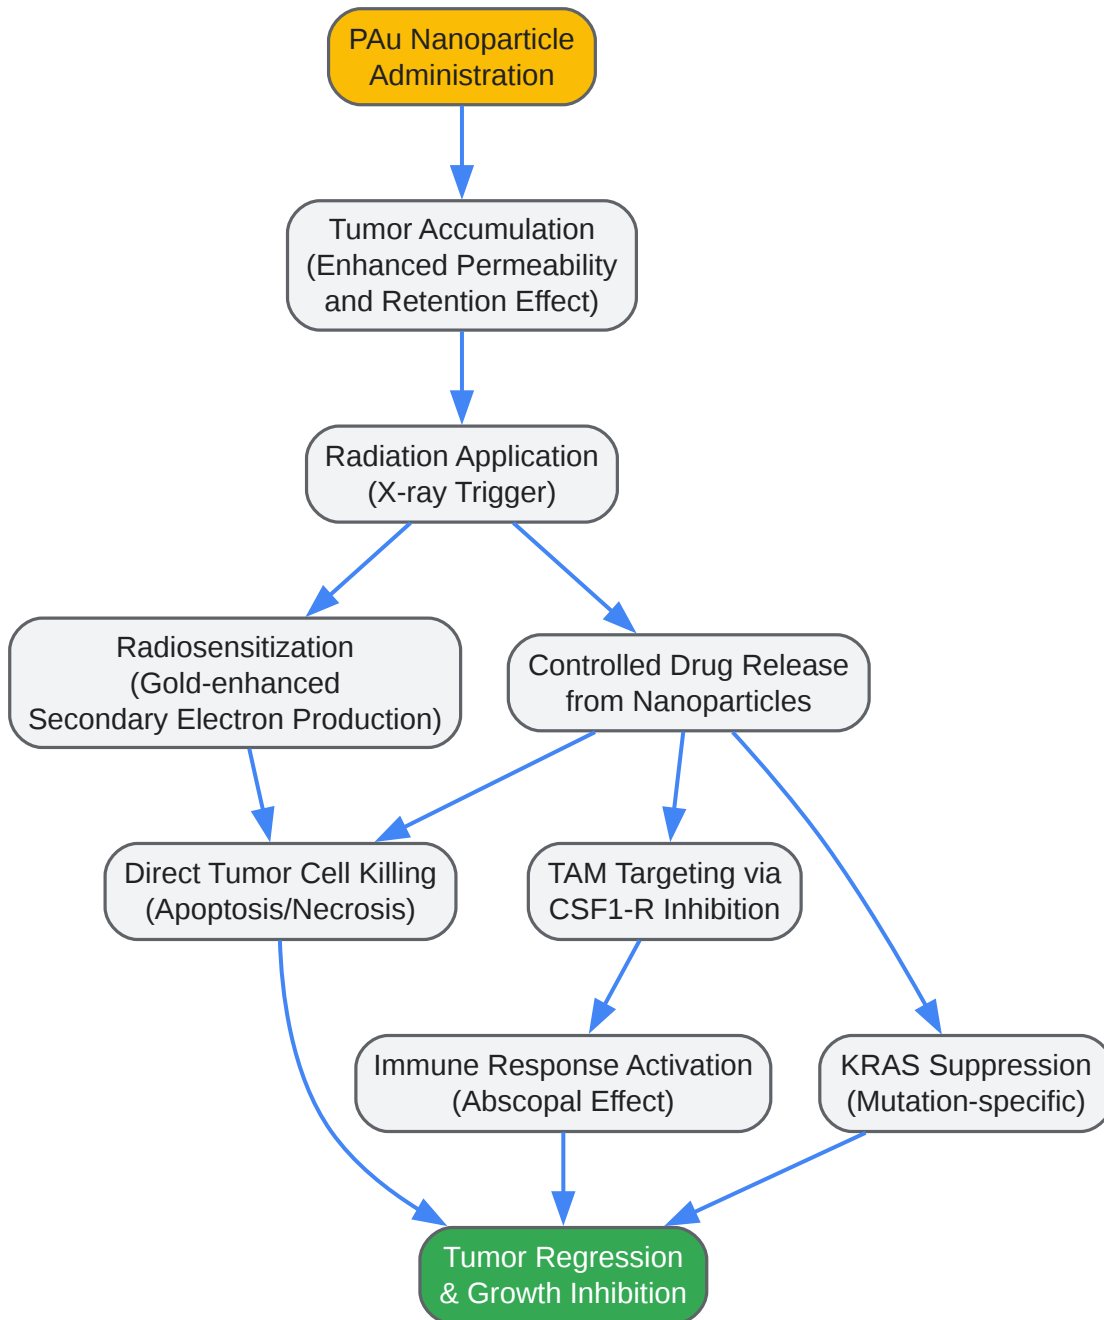 PAu Nanoparticle
Administration
Tumor Accumulation
(Enhanced Permeability
and Retention Effect)
Radiation Application
(X-ray Trigger)
Radiosensitization
(Gold-enhanced
Secondary Electron Production)
Controlled Drug Release
from Nanoparticles
Direct Tumor Cell Killing
(Apoptosis/Necrosis)
TAM Targeting via
CSF1-R Inhibition
Immune Response Activation
(Abscopal Effect)
KRAS Suppression
(Mutation-specific)
Tumor Regression
& Growth Inhibition